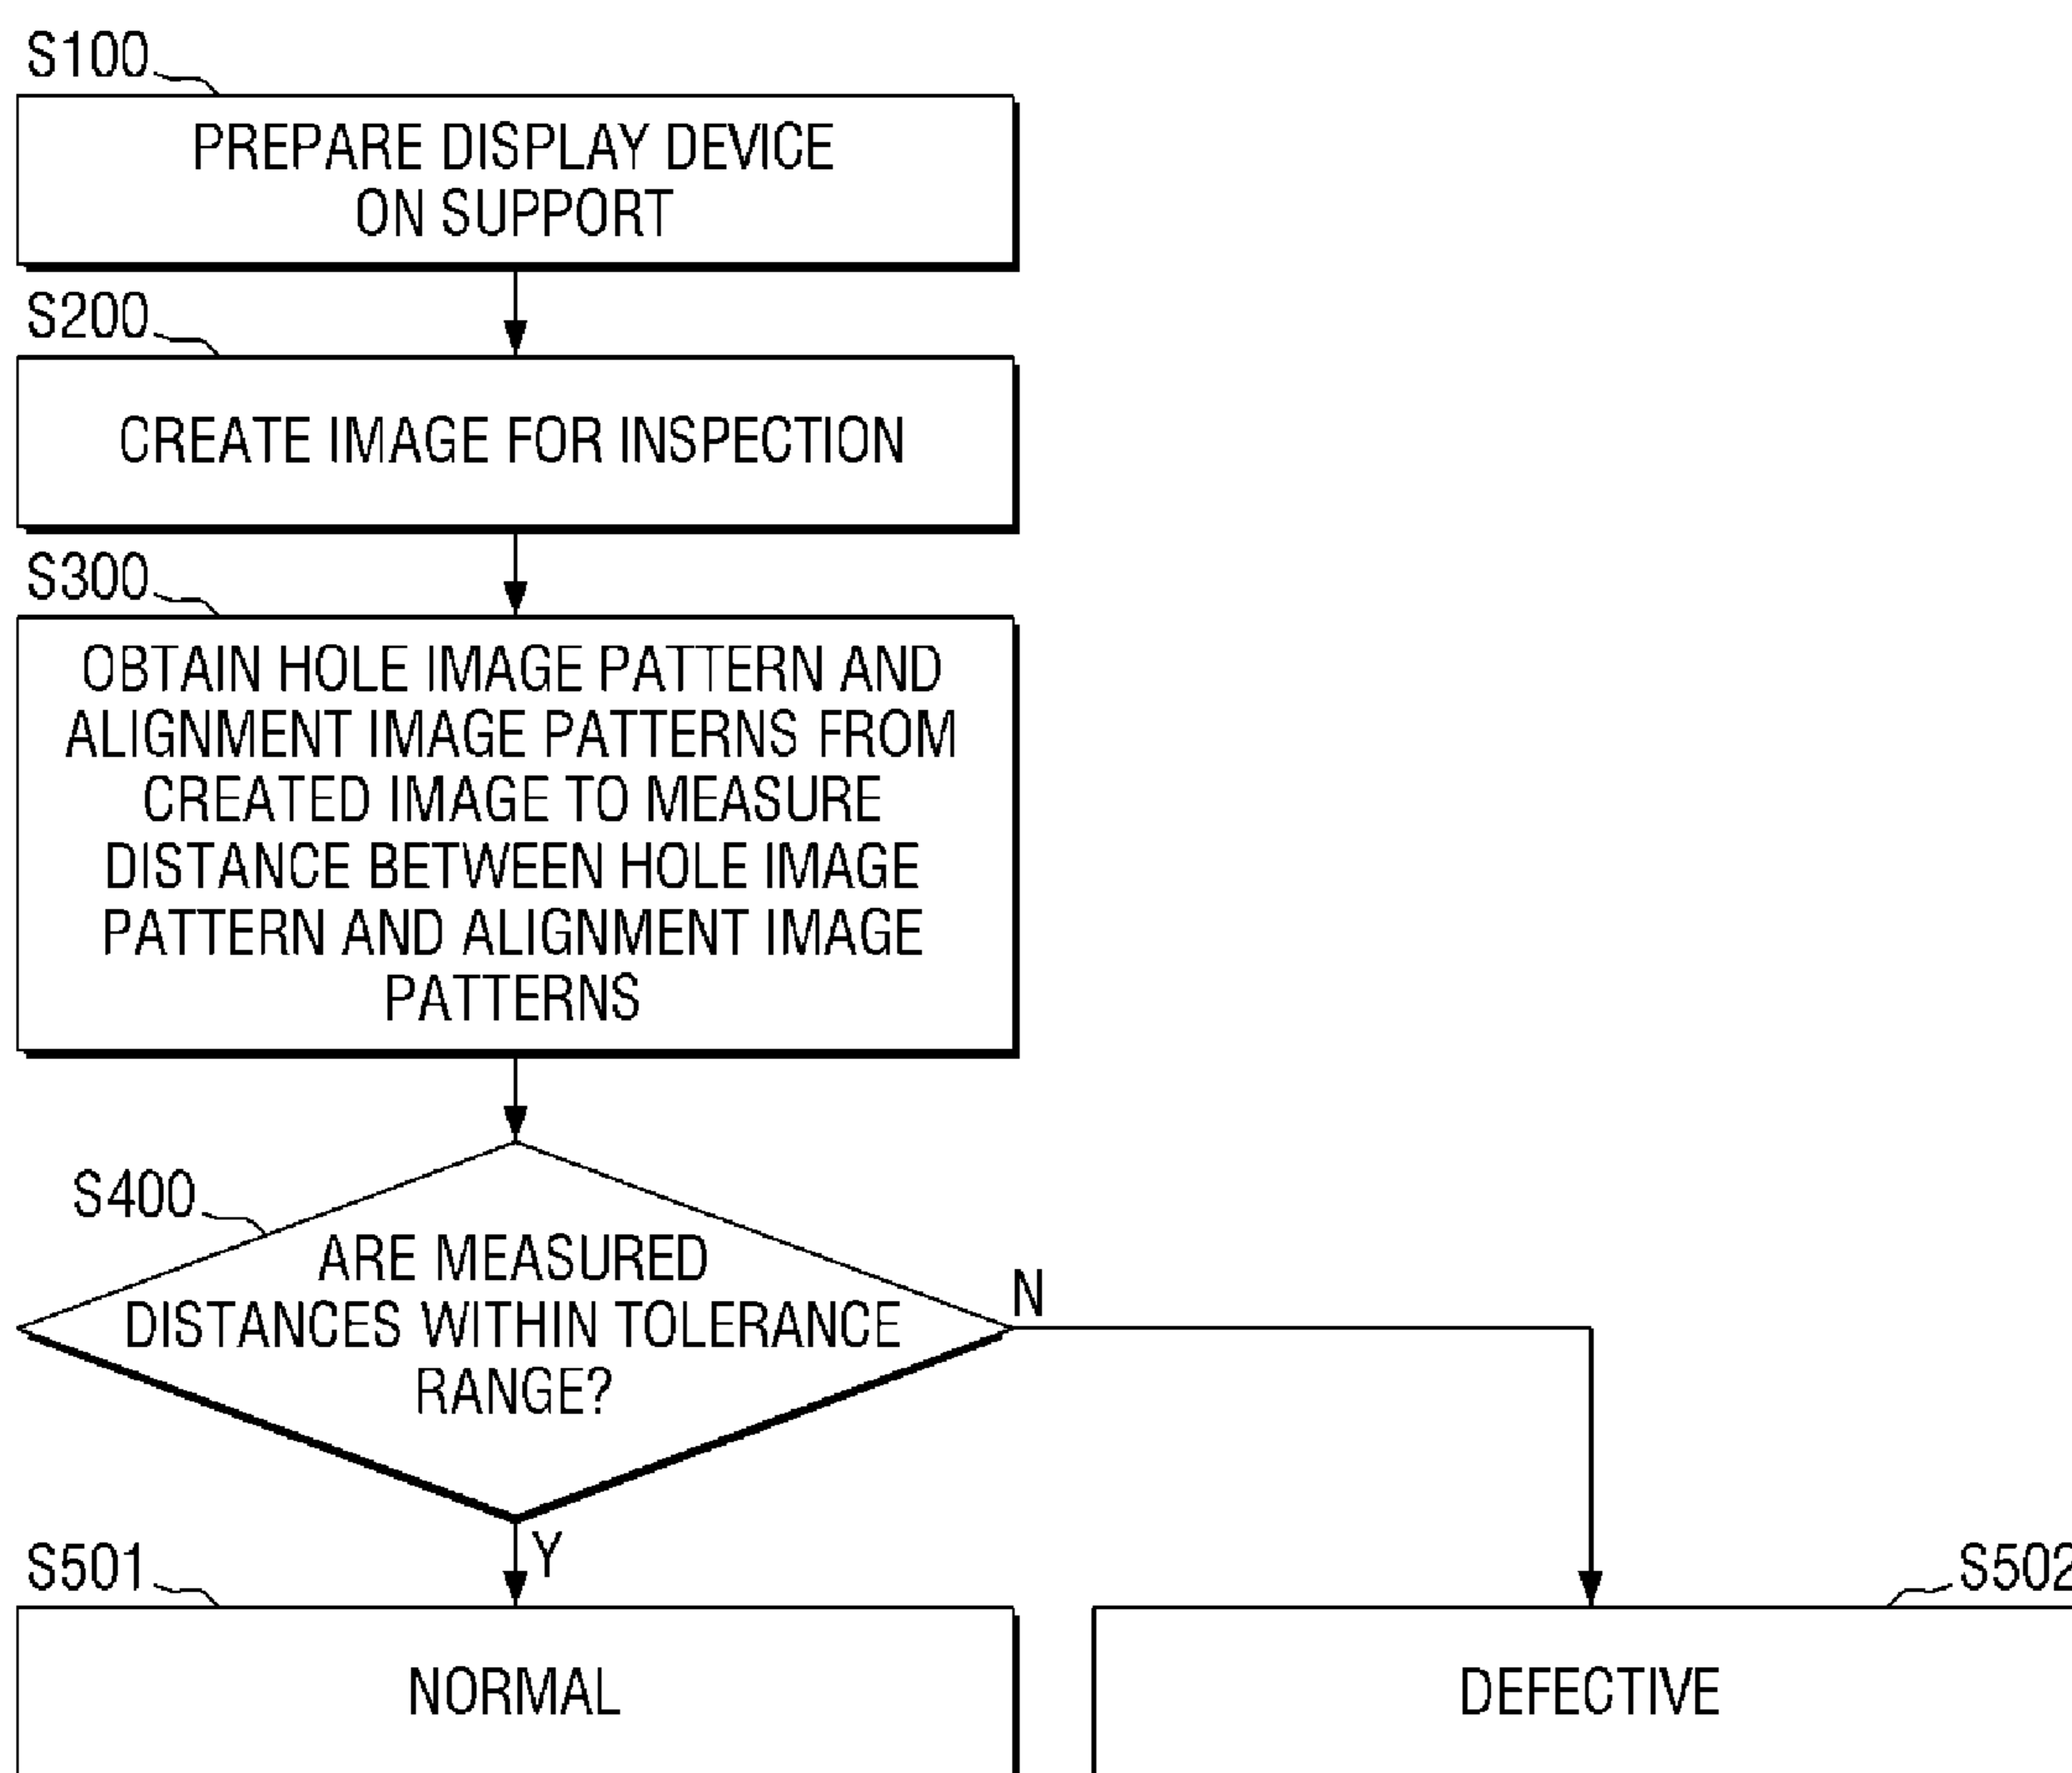 S100
PREPARE DISPLAY DEVICE
ON SUPPORT
S200
CREATE IMAGE FOR INSPECTION
S300
OBTAIN HOLE IMAGE PATTERN AND
ALIGNMENT IMAGE PATTERNS FROM
CREATED IMAGE TO MEASURE
DISTANCE BETWEEN HOLE IMAGE
PATTERN AND ALIGNMENT IMAGE
PATTERNS
S400
ARE MEASURED
DISTANCES WITHIN TOLERANCE
RANGE?
N
Y
S501
NORMAL
S502
DEFECTIVE